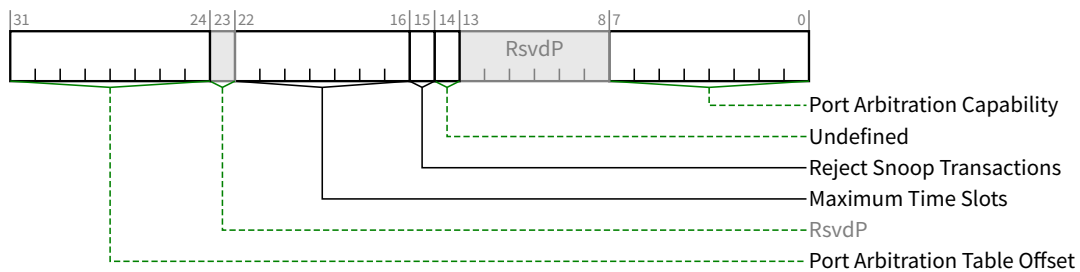 31 24 23 22 16 15 14 13 8 7 0
RsvdP
Port Arbitration Capability
Undefined
Reject Snoop Transactions
Maximum Time Slots
RsvdP
Port Arbitration Table Offset